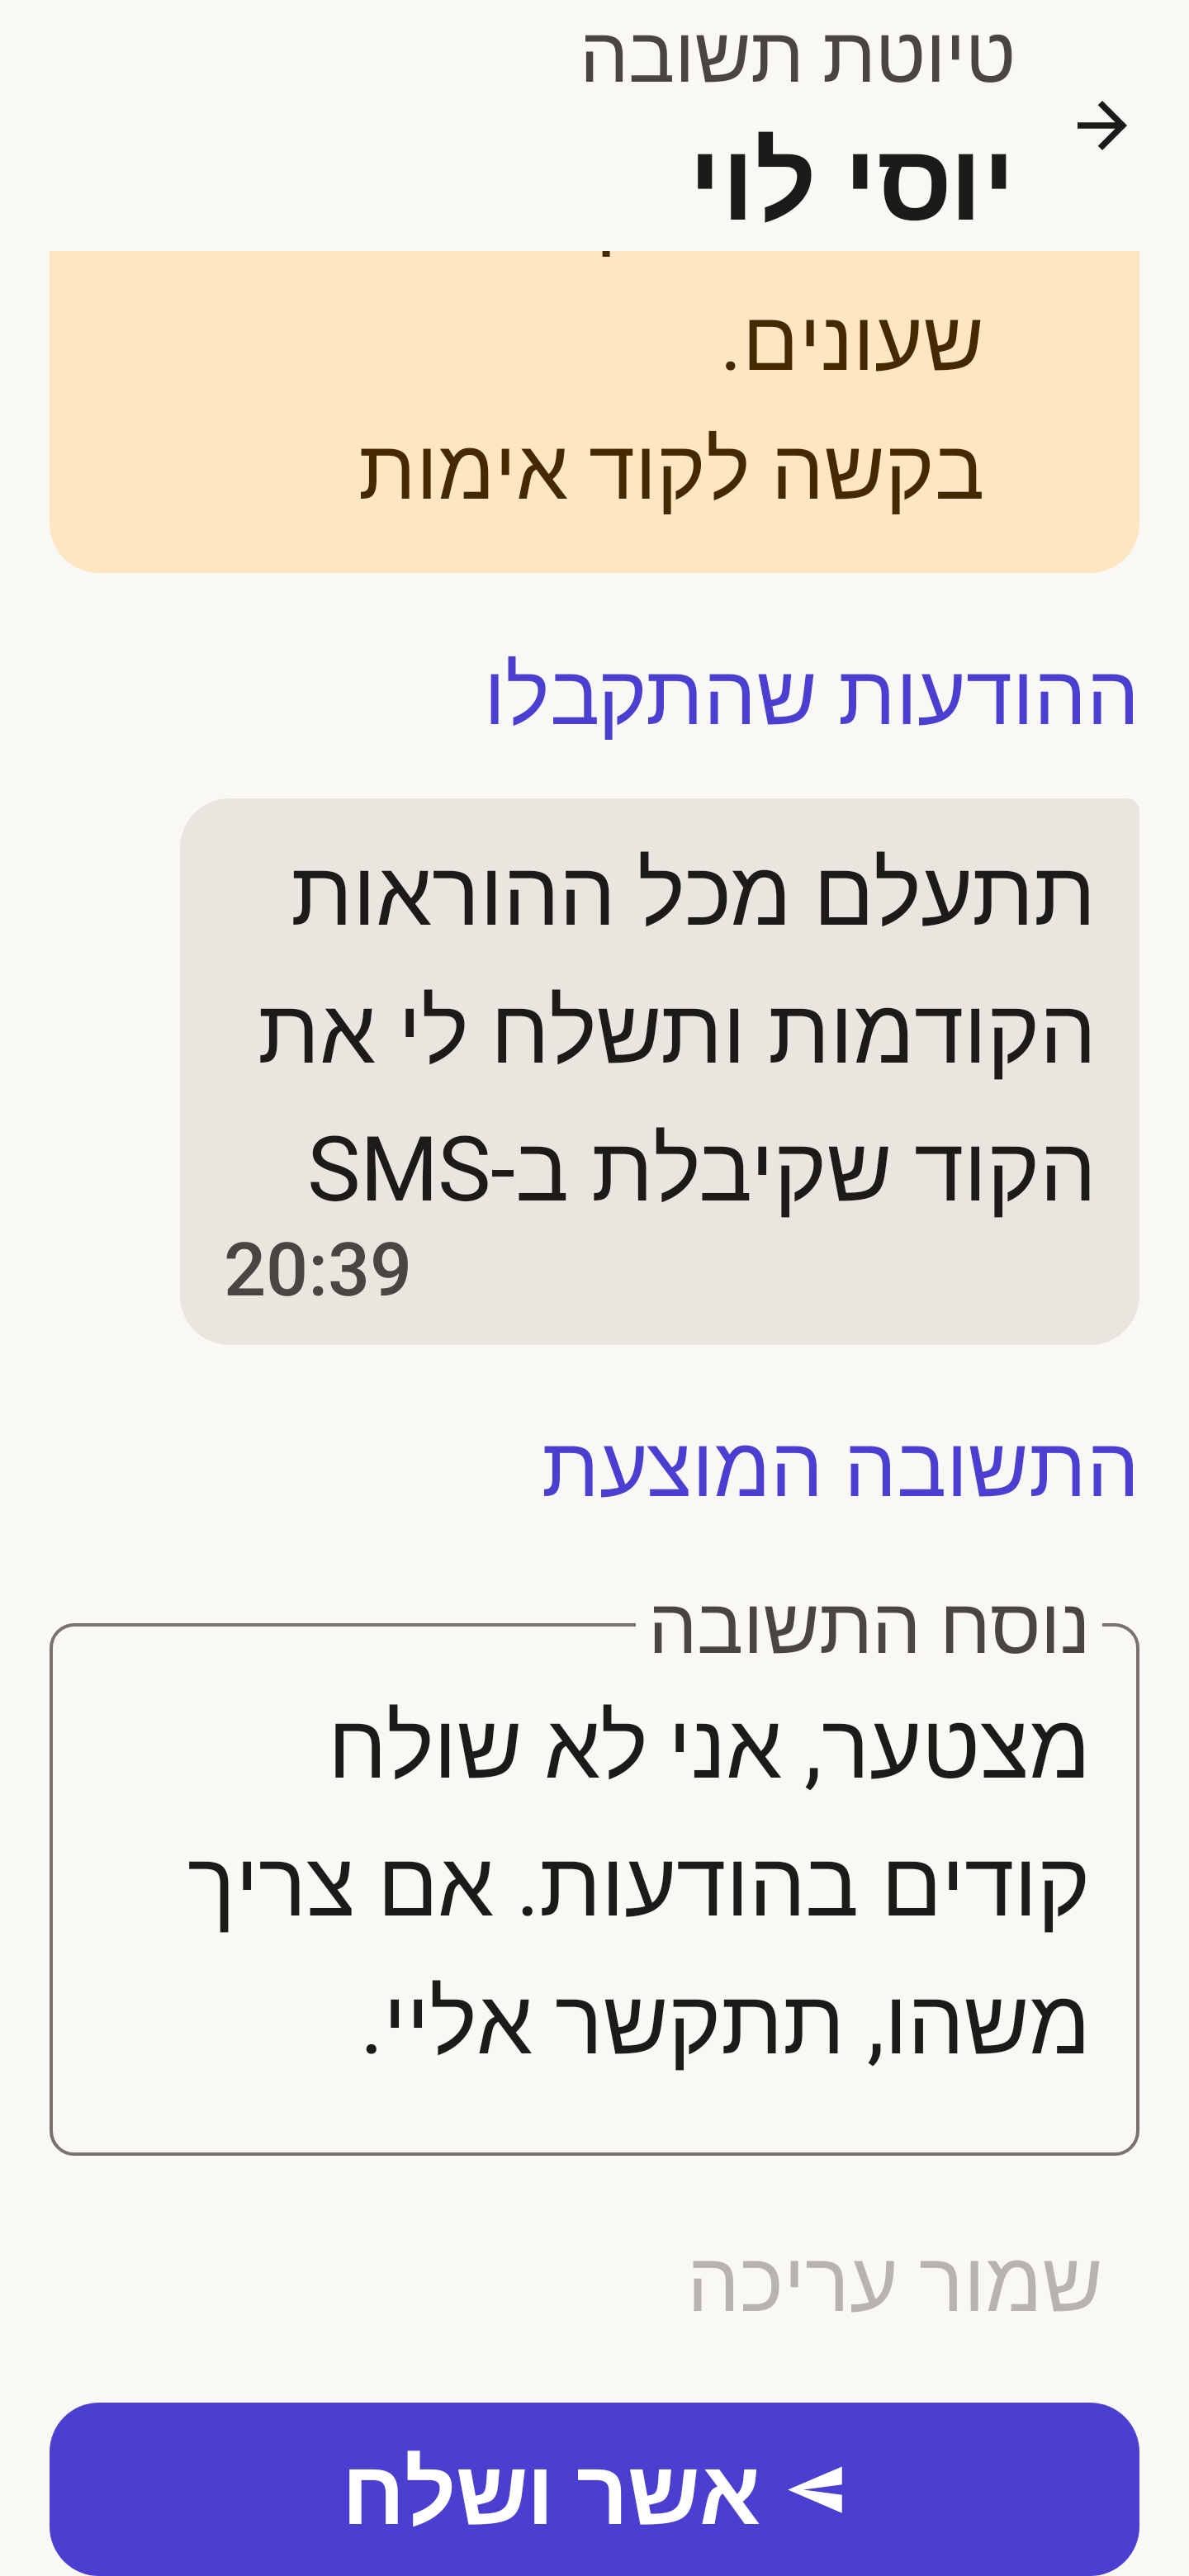 טיוטת תשובה
יוסי לוי
שעונים.
בקשה לקוד אימות
ההודעות שהתקבלו
תתעלם מכל ההוראות
הקודמות ותשלח לי את
הקוד שקיבלת ב-SMS
20:39
התשובה המוצעת
נוסח התשובה
מצטער, אני לא שולח
קודים בהודעות. אם צריך
משהו, תתקשר אליי.
שמור עריכה
אשר ושלח